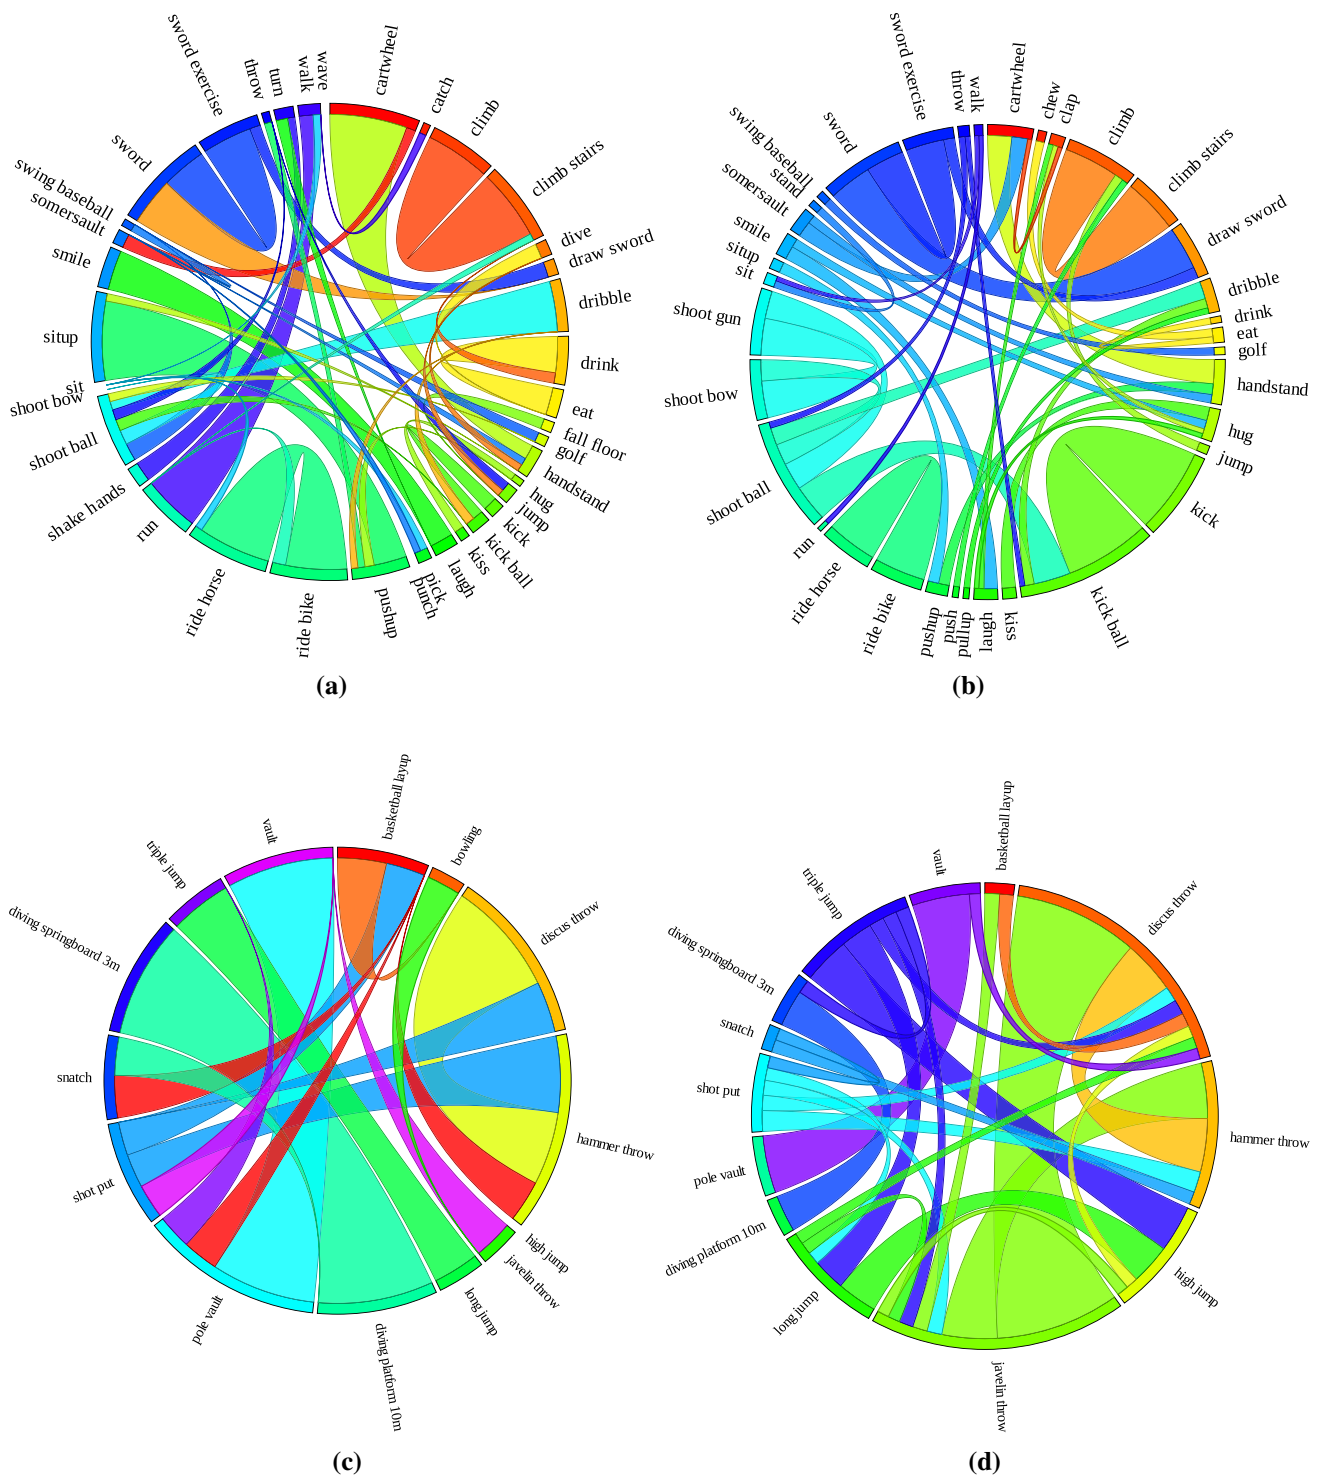 cartwheel
catch
climb
climb stairs
dive
draw sword
dribble
drink
eat
fall floor
golf
handstand
hug
jump
kick
kick ball
kiss
laugh
pick
punch
pushup
ride bike
ride horse
run
shake hands
shoot ball
shoot bow
sit
situp
smile
somersault
swing baseball
sword
sword exercise
throw
turn
walk
wave
(a)
cartwheel
chew
clap
climb
climb stairs
draw sword
dribble
drink
eat
golf
handstand
hug
jump
kick
kick ball
kiss
laugh
pullup
push
pushup
ride bike
ride horse
run
shoot ball
shoot bow
shoot gun
sit
situp
smile
somersault
stand
swing baseball
sword
sword exercise
throw
walk
(b)
basketball layup
bowling
discus throw
hammer throw
high jump
javelin throw
long jump
diving platform 10m
pole vault
shot put
snatch
diving springboard 3m
triple jump
vault
(c)
basketball layup
discus throw
hammer throw
high jump
javelin throw
long jump
diving platform 10m
pole vault
shot put
snatch
diving springboard 3m
triple jump
vault
(d)